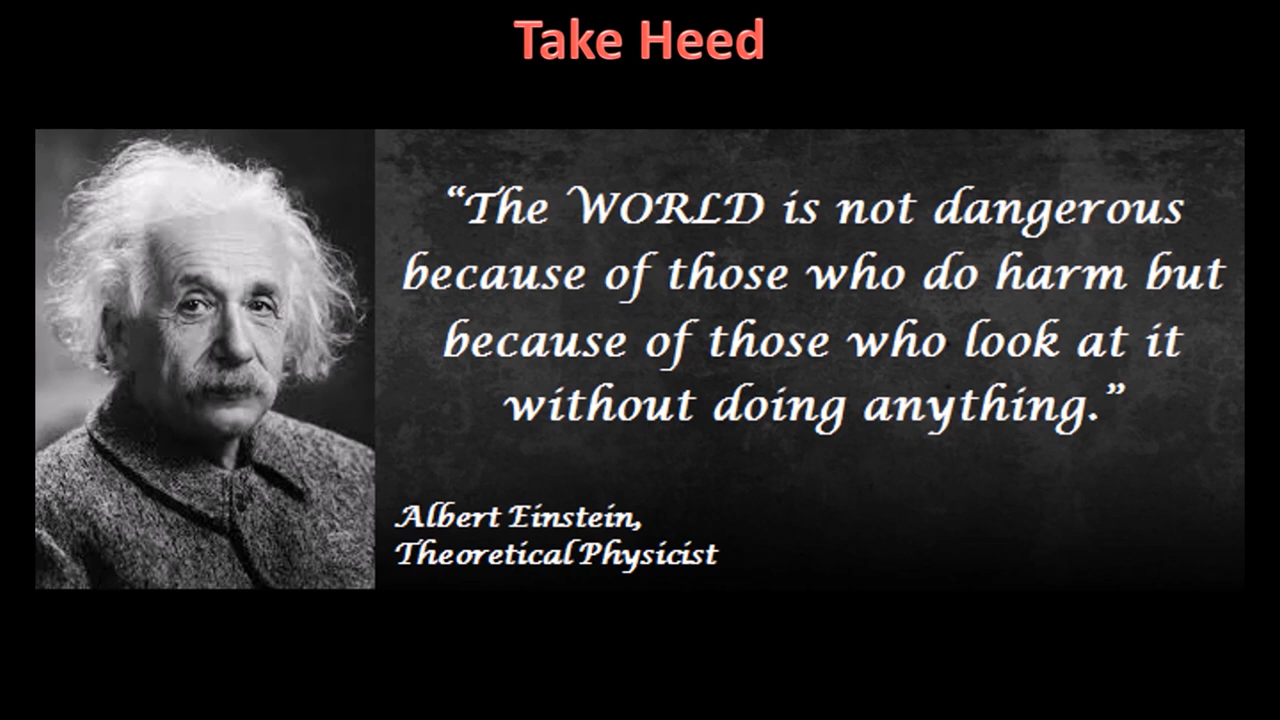 Take Heed
“The WORLD is not dangerous
because of those who do harm but
because of those who look at it
without doing anything.”
Albert Einstein,
Theoretical Physicist